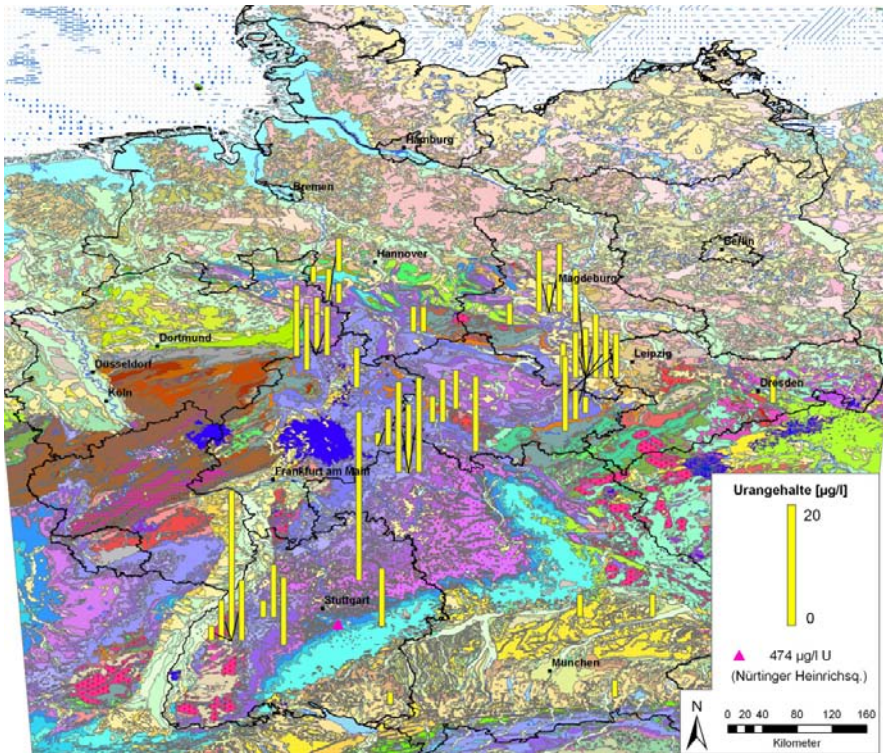 Hamburg
Bremen
Berlin
Hannover
Magdeburg
Dortmund
Leipzig
Düsseldorf
Dresden
Köln
Frankfurt am Main
Stuttgart
München
Urangehalte [µg/l]
20
0
474 µg/l U
(Nürtinger Heinrichsq.)
N
0 20 40 80 120 160
Kilometer